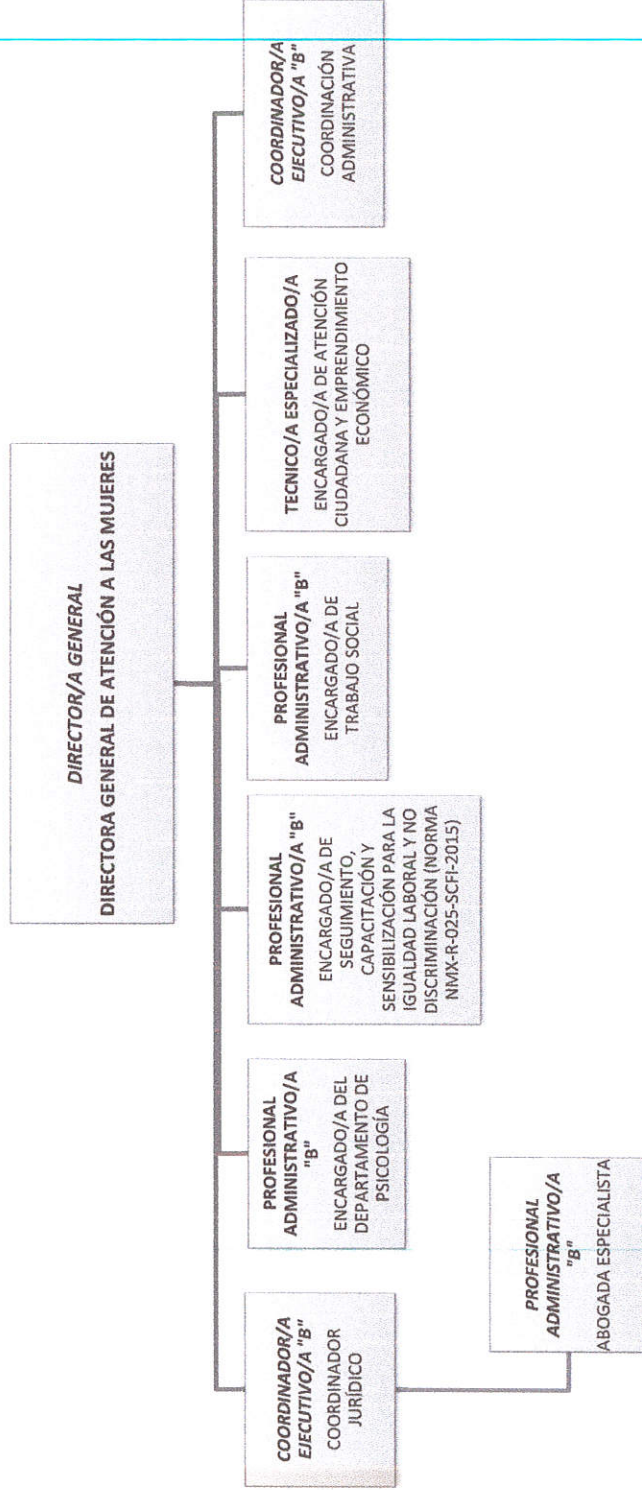 DIRECTOR/A GENERAL
DIRECTORA GENERAL DE ATENCIÓN A LAS MUJERES
COORDINADOR/A
EJECUTIVO/A "B"
COORDINADOR
JURÍDICO
PROFESIONAL
ADMINISTRATIVO/A
"B"
ENCARGADO/A DEL
DEPARTAMENTO DE
PSICOLOGÍA
PROFESIONAL
ADMINISTRATIVO/A "B"
ENCARGADO/A DE
SEGUIMIENTO,
CAPACITACIÓN Y
SENSIBILIZACIÓN PARA LA
IGUALDAD LABORAL Y NO
DISCRIMINACIÓN (NORMA
NMX-R-025-SCFI-2015)
PROFESIONAL
ADMINISTRATIVO/A "B"
ENCARGADO/A DE
TRABAJO SOCIAL
TECNICO/A ESPECIALIZADO/A
ENCARGADO/A DE ATENCIÓN
CIUDADANA Y EMPRENDIMIENTO
ECONÓMICO
COORDINADOR/A
EJECUTIVO/A "B"
COORDINACIÓN
ADMINISTRATIVA
PROFESIONAL
ADMINISTRATIVO/A
"B"
ABOGADA ESPECIALISTA